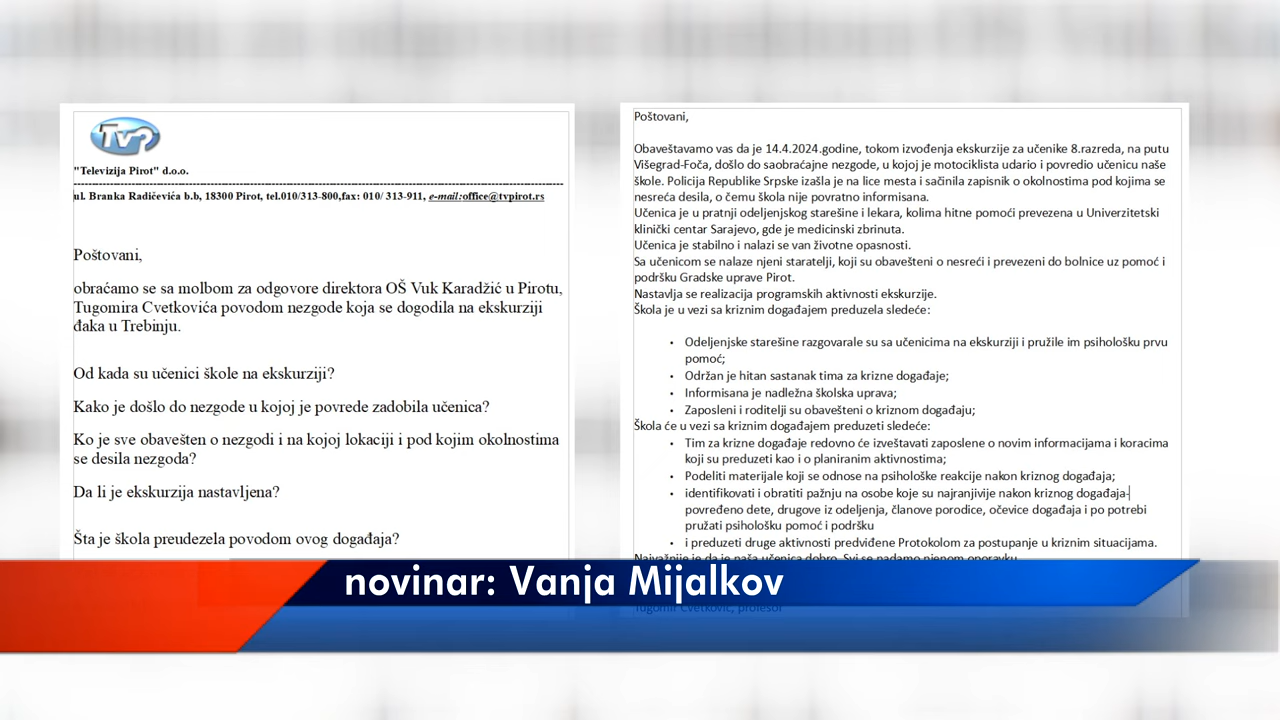 Tvp
"Televizija Pirot" d.o.o.
ul. Branka Radičevića b.b, 18300 Pirot, tel.010/313-800,fax: 010/ 313-911, e-mail:office@tvpirot.rs
Poštovani,
obraćamo se sa molbom za odgovore direktora OŠ Vuk Karadžić u Pirotu,
Tugomira Cvetkovića povodom nezgode koja se dogodila na ekskurziji
đaka u Trebinju.
Od kada su učenici škole na ekskurziji?
Kako je došlo do nezgode u kojoj je povrede zadobila učenica?
Ko je sve obavešten o nezgodi i na kojoj lokaciji i pod kojim okolnostima
se desila nezgoda?
Da li je ekskurzija nastavljena?
Šta je škola preudezela povodom ovog događaja?
Poštovani,
Obaveštavamo vas da je 14.4.2024.godine, tokom izvođenja ekskurzije za učenike 8.razreda, na putu
Višegrad-Foča, došlo do saobraćajne nezgode, u kojoj je motociklista udario i povredio učenicu naše
škole. Policija Republike Srpske izašla je na lice mesta i sačinila zapisnik o okolnostima pod kojima se
nesreća desila, o čemu škola nije povratno informisana.
Učenica je u pratnji odeljenjskog starešine i lekara, kolima hitne pomoći prevezena u Univerzitetski
klinički centar Sarajevo, gde je medicinski zbrinuta.
Učenica je stabilno i nalazi se van životne opasnosti.
Sa učenicom se nalaze njeni staratelji, koji su obavešteni o nesreći i prevezeni do bolnice uz pomoć i
podršku Gradske uprave Pirot.
Nastavlja se realizacija programskih aktivnosti ekskurzije.
Škola je u vezi sa kriznim događajem preduzela sledeće:
• Odeljenjske starešine razgovarale su sa učenicima na ekskurziji i pružile im psihološku prvu
pomoć;
• Održan je hitan sastanak tima za krizne događaje;
• Informisana je nadležna školska uprava;
• Zaposleni i roditelji su obavešteni o kriznom događaju;
Škola će u vezi sa kriznim događajem preduzeti sledeće:
• Tim za krizne događaje redovno će izveštavati zaposlene o novim informacijama i koracima
koji su preduzeti kao i o planiranim aktivnostima;
• Podeliti materijale koji se odnose na psihološke reakcije nakon kriznog događaja;
• identifikovati i obratiti pažnju na osobe koje su najranjivije nakon kriznog događaja-
povređeno dete, drugove iz odeljenja, članove porodice, očevice događaja i po potrebi
pružati psihološku pomoć i podršku
• i preduzeti druge aktivnosti predviđene Protokolom za postupanje u kriznim situacijama.
Najvažnije je da je naša učenica dobro. Svi se nadamo njenom oporavku.
Tugomir Cvetković, profesor
novinar: Vanja Mijalkov